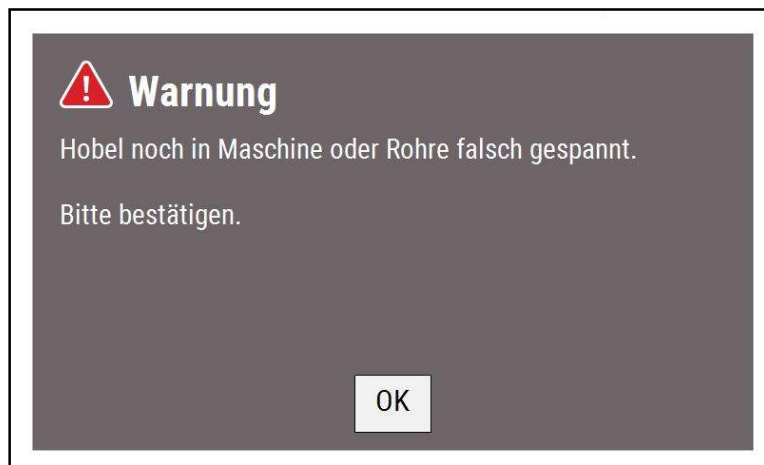 Warnung
Hobel noch in Maschine oder Rohre falsch gespannt.
Bitte bestätigen.
OK